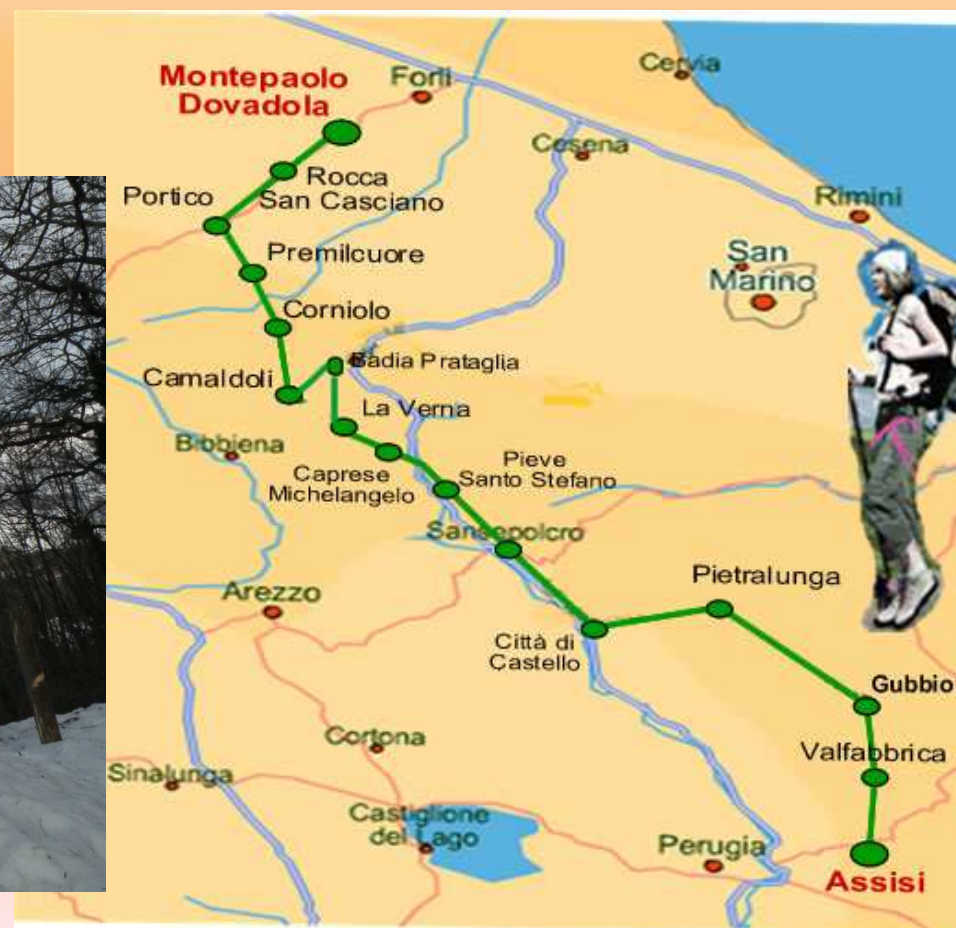 Montepaolo
Dovadola
Forlì
Cervia
Cesena
Rimini
San
Marino
Rocca
San Casciano
Portico
Premilcuore
Corniolo
Camaldoli
Badia Prataglia
La Verna
Bibbiena
Caprese
Michelangelo
Pieve
Santo Stefano
Sansepolcro
Arezzo
Pietralunga
Città di
Castello
Gubbio
Valfabbrica
Cortona
Sinalunga
Castiglione
del Lago
Perugia
Assisi